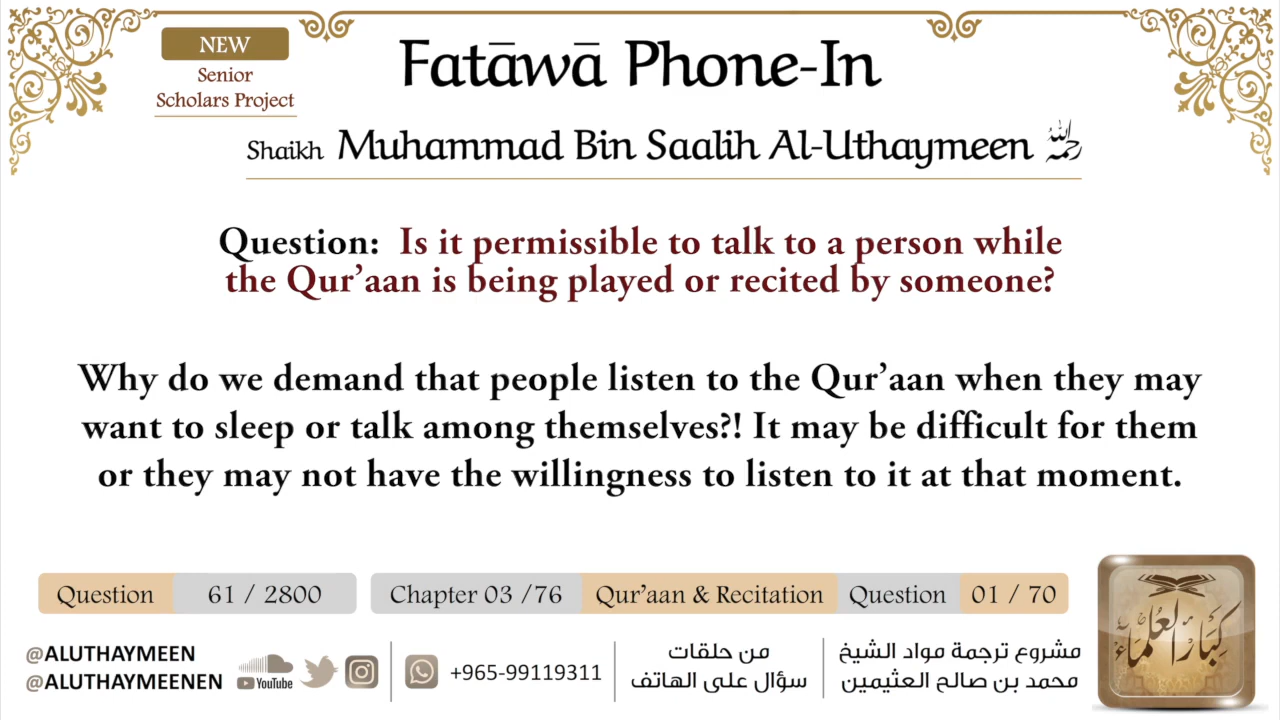 NEW
Senior
Scholars Project
Fatāwā Phone-In
Shaikh Muhammad Bin Saalih Al-Uthaymeen رحمه الله
Question: Is it permissible to talk to a person while
the Qur’aan is being played or recited by someone?
Why do we demand that people listen to the Qur’aan when they may
want to sleep or talk among themselves?! It may be difficult for them
or they may not have the willingness to listen to it at that moment.
Question 61 / 2800 Chapter 03 /76 Qur’aan & Recitation Question 01 / 70
@ALUTHAYMEEN
@ALUTHAYMEENEN
YouTube
+965-99119311
من حلقات
سؤال على الهاتف
مشروع ترجمة مواد الشيخ
محمد بن صالح العثيمين
كِبَارُ العُلَمَاء